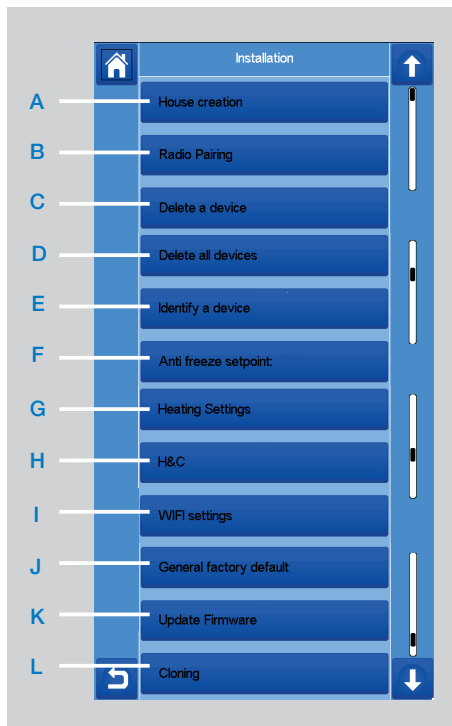 Installation
A House creation
B Radio Pairing
C Delete a device
D Delete all devices
E Identify a device
F Anti freeze setpoint:
G Heating Settings
H H&C
I WIFI settings
J General factory default
K Update Firmware
L Cloning